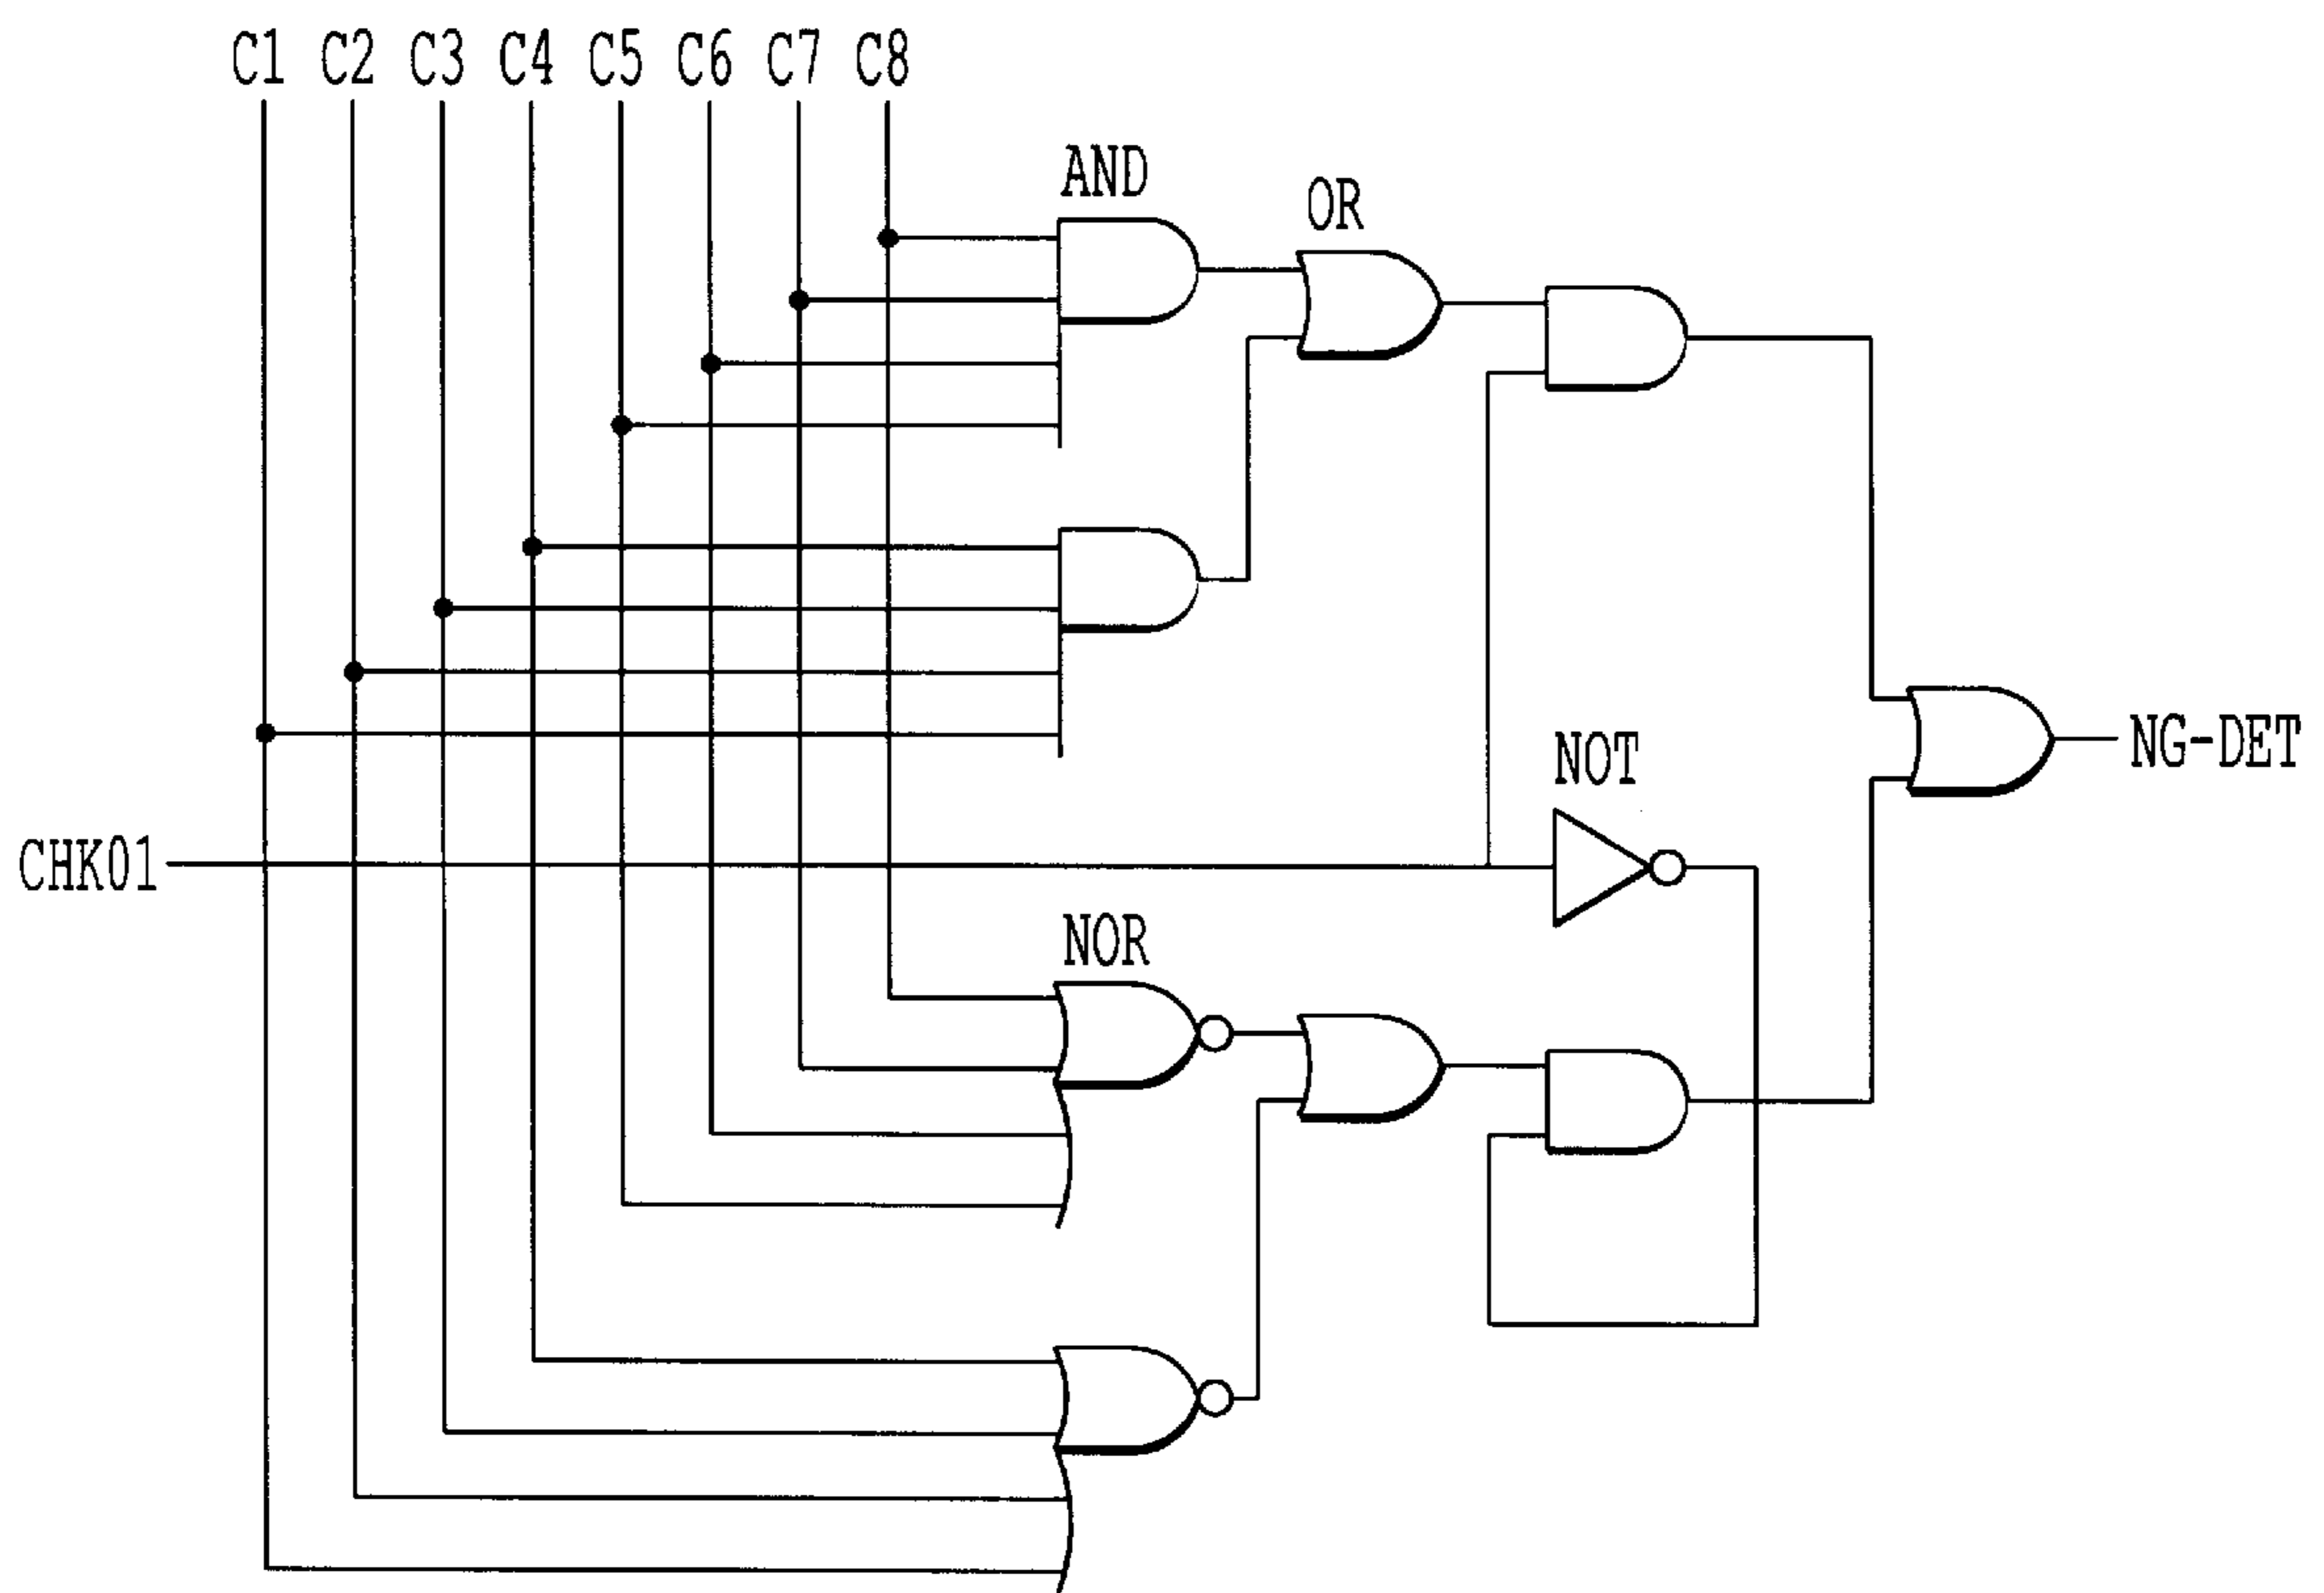 C1 C2 C3 C4 C5 C6 C7 C8
AND
OR
NOT
NG-DET
CHK01
NOR